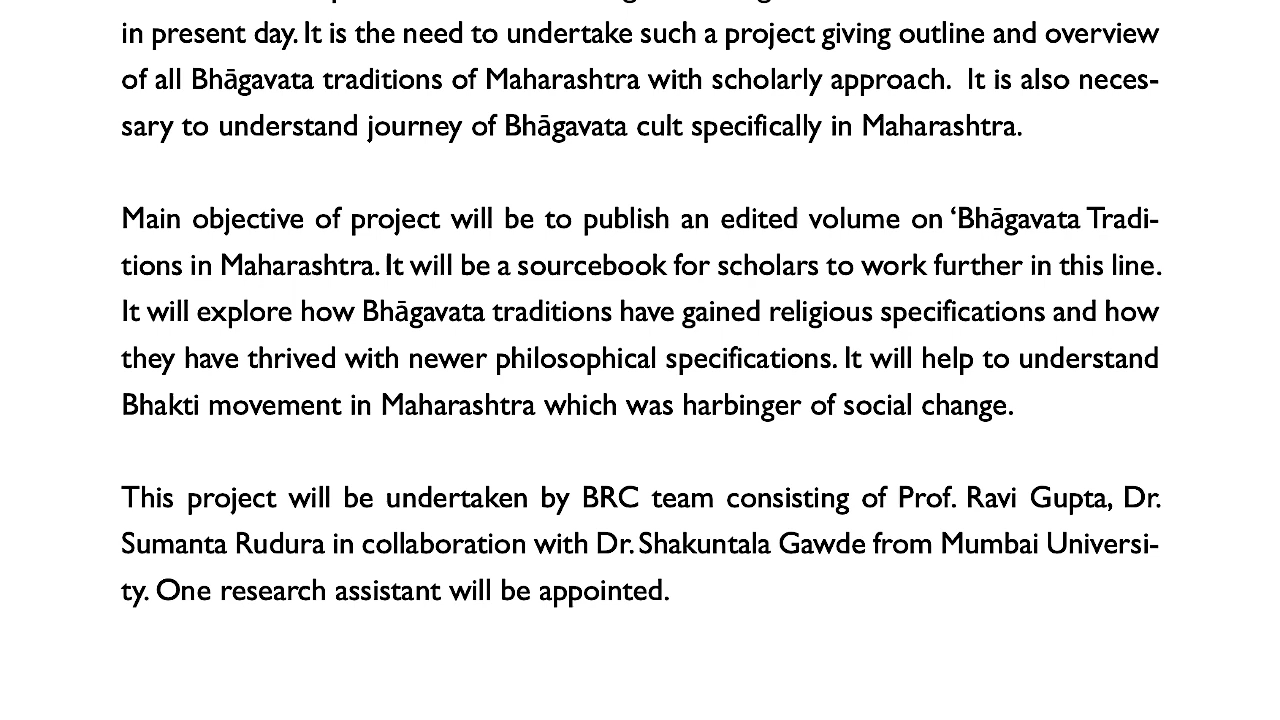 in present day. It is the need to undertake such a project giving outline and overview
of all Bhāgavata traditions of Maharashtra with scholarly approach.  It is also neces-
sary to understand journey of Bhāgavata cult specifically in Maharashtra.
Main objective of project will be to publish an edited volume on ‘Bhāgavata Tradi-
tions in Maharashtra. It will be a sourcebook for scholars to work further in this line.
It will explore how Bhāgavata traditions have gained religious specifications and how
they have thrived with newer philosophical specifications. It will help to understand
Bhakti movement in Maharashtra which was harbinger of social change.
This project will be undertaken by BRC team consisting of Prof. Ravi Gupta, Dr.
Sumanta Rudura in collaboration with Dr. Shakuntala Gawde from Mumbai Universi-
ty. One research assistant will be appointed.